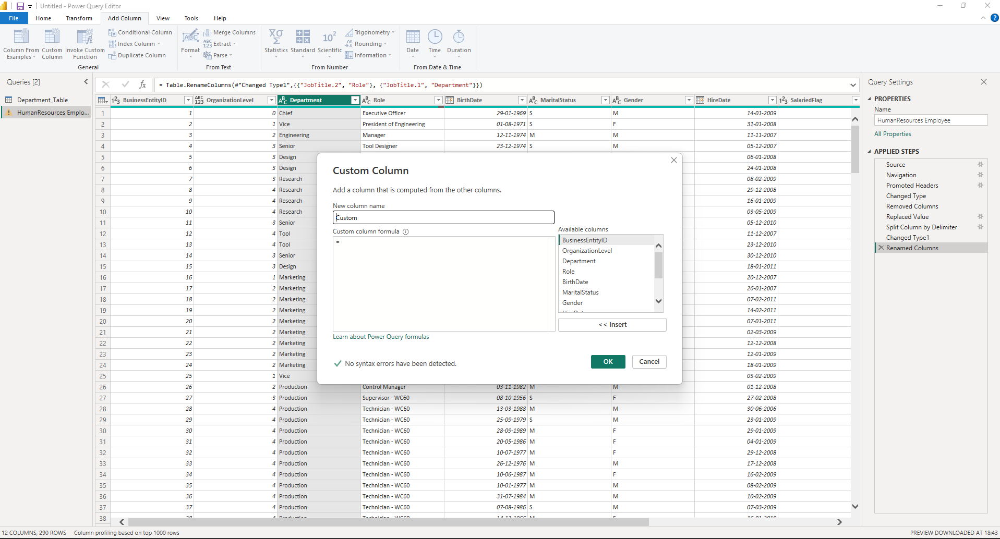 Untitled - Power Query Editor
File Home Transform Add Column View Tools Help
Column From Examples
Custom Column
Invoke Custom Function
Conditional Column
Index Column
Duplicate Column
General
Format
Merge Columns
Extract
Parse
From Text
Statistics
Standard
Scientific
Trigonometry
Rounding
Information
From Number
Date
Time
Duration
From Date & Time
Queries [2]
Department_Table
HumanResources Emplo...
= Table.RenameColumns(#"Changed Type1",{{"JobTitle.2", "Role"}, {"JobTitle.1", "Department"}})
BusinessEntityID OrganizationLevel Department Role BirthDate MaritalStatus Gender HireDate SalariedFlag
1 1 0 Chief Executive Officer 29-01-1969 S M 14-01-2009
2 2 1 Vice President of Engineering 01-08-1971 S F 31-01-2008
3 3 2 Engineering Manager 12-11-1974 M M 11-11-2007
4 4 3 Senior Tool Designer 23-12-1974 S M 05-12-2007
5 5 3 Design 06-01-2008
6 6 3 Design 24-01-2008
7 7 3 Research 08-02-2009
8 8 4 Research 29-12-2008
9 9 4 Research 16-01-2009
10 10 4 Research 03-05-2009
11 11 3 Senior 05-12-2010
12 12 4 Tool 11-12-2007
13 13 4 Tool 23-12-2010
14 14 3 Senior 30-12-2010
15 15 3 Design 18-01-2011
16 16 1 Marketing 20-12-2007
17 17 2 Marketing 26-01-2007
18 18 2 Marketing 07-02-2011
19 19 2 Marketing 14-02-2011
20 20 2 Marketing 07-01-2011
21 21 2 Marketing 02-03-2009
22 22 2 Marketing 12-12-2008
23 23 2 Marketing 12-01-2009
24 24 2 Marketing 18-01-2009
25 25 1 Vice 03-02-2009
26 26 2 Production Control Manager 03-11-1982 M M 01-12-2008
27 27 3 Production Supervisor - WC60 08-10-1956 S F 27-02-2008
28 28 4 Production Technician - WC60 13-03-1988 M M 30-06-2006
29 29 4 Production Technician - WC60 25-09-1979 S M 23-01-2009
30 30 4 Production Technician - WC60 28-09-1989 M F 29-01-2009
31 31 4 Production Technician - WC60 20-05-1986 M F 04-01-2009
32 32 4 Production Technician - WC60 10-07-1977 M F 29-12-2008
33 33 4 Production Technician - WC60 26-12-1976 M M 17-12-2008
34 34 4 Production Technician - WC60 10-06-1987 M F 16-02-2009
35 35 4 Production Technician - WC60 10-01-1977 M M 08-02-2009
36 36 4 Production Technician - WC60 31-07-1984 M M 10-02-2009
37 37 4 Production Technician - WC60 07-08-1986 S M 07-03-2009
38
Custom Column
Add a column that is computed from the other columns.
New column name
Custom
Custom column formula
=
Available columns
BusinessEntityID
OrganizationLevel
Department
Role
BirthDate
MaritalStatus
Gender
<< Insert
Learn about Power Query formulas
No syntax errors have been detected.
OK
Cancel
Query Settings
PROPERTIES
Name
HumanResources Employee
All Properties
APPLIED STEPS
Source
Navigation
Promoted Headers
Changed Type
Removed Columns
Replaced Value
Split Column by Delimiter
Changed Type1
Renamed Columns
12 COLUMNS, 290 ROWS
Column profiling based on top 1000 rows
PREVIEW DOWNLOADED AT 18:43